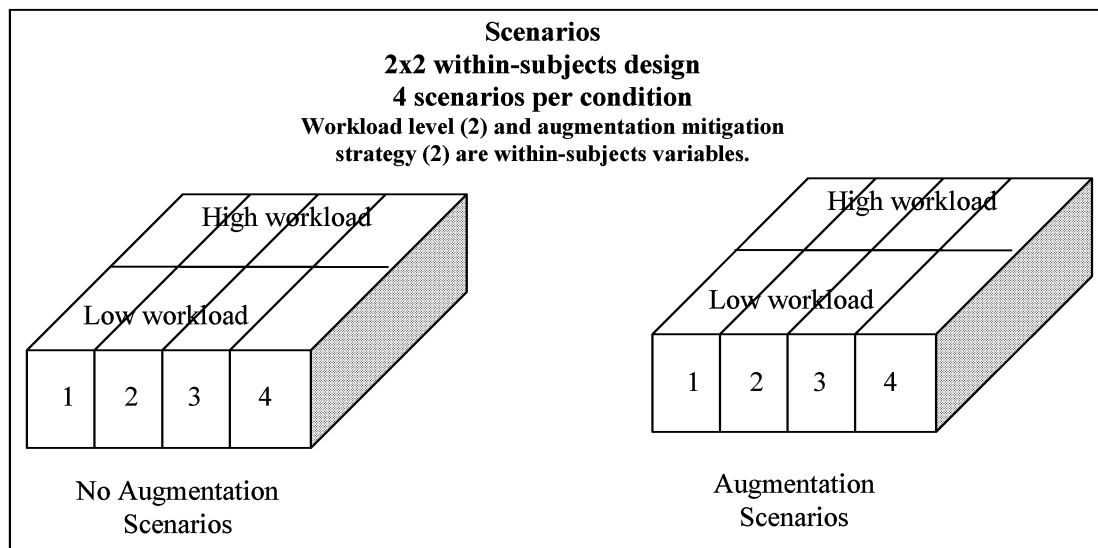 Scenarios
2x2 within-subjects design
4 scenarios per condition
Workload level (2) and augmentation mitigation
strategy (2) are within-subjects variables.
High workload
Low workload
1 2 3 4
No Augmentation
Scenarios
High workload
Low workload
1 2 3 4
Augmentation
Scenarios